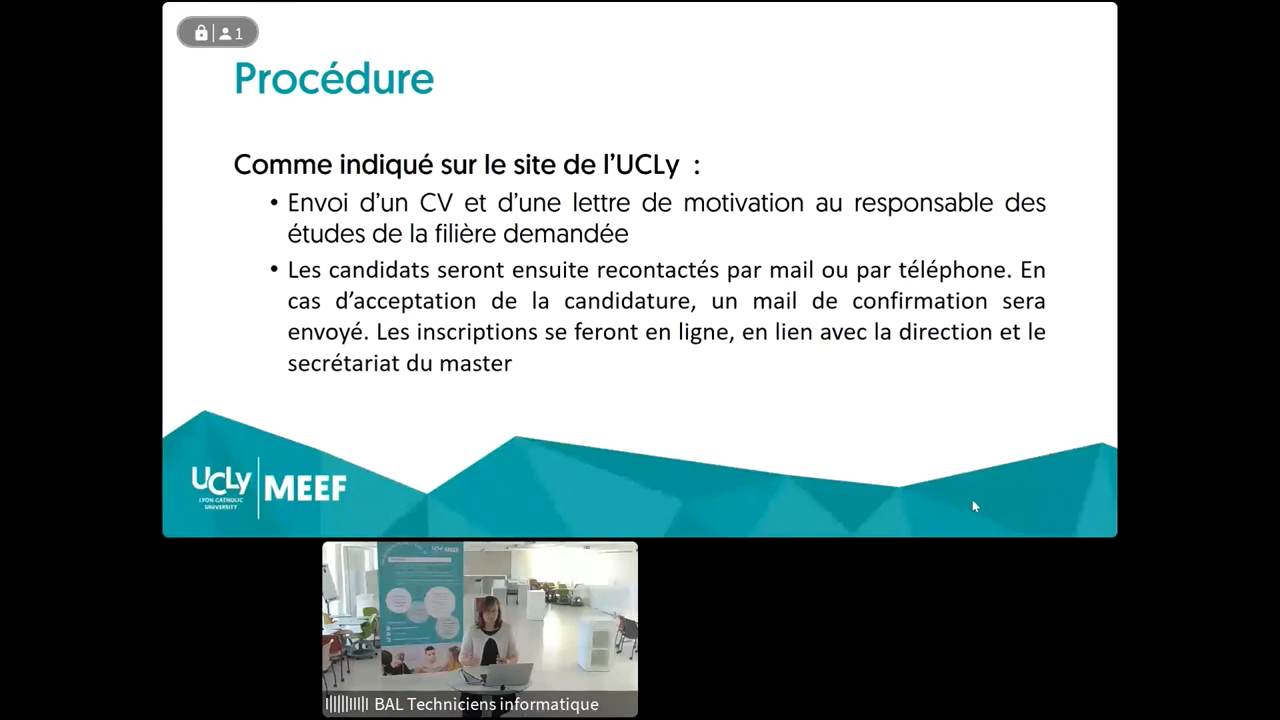 1
Procédure
Comme indiqué sur le site de l'UCLy :
• Envoi d'un CV et d'une lettre de motivation au responsable des
études de la filière demandée
• Les candidats seront ensuite recontactés par mail ou par téléphone. En
cas d'acceptation de la candidature, un mail de confirmation sera
envoyé. Les inscriptions se feront en ligne, en lien avec la direction et le
secrétariat du master
UCLy
LYON CATHOLIC
UNIVERSITY
MEEF
MEEF
BAL Techniciens informatique